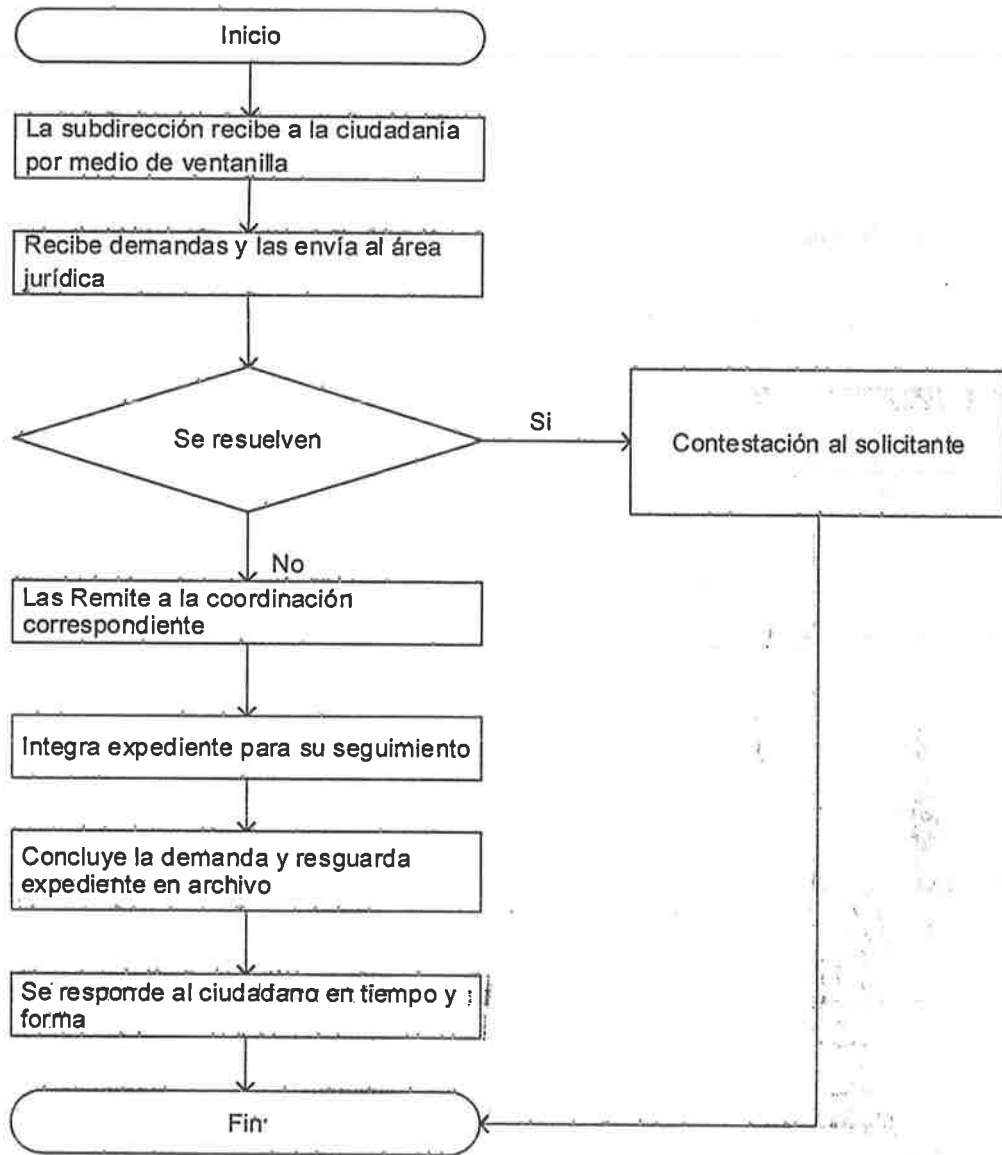 Inicio
La subdirección recibe a la ciudadanía
por medio de ventanilla
Recibe demandas y las envía al área
jurídica
Se resuelven
Si
Contestación al solicitante
No
Las Remite a la coordinación
correspondiente
Integra expediente para su seguimiento
Concluye la demanda y resguarda
expediente en archivo
Se responde al ciudadano en tiempo y
forma
Fin